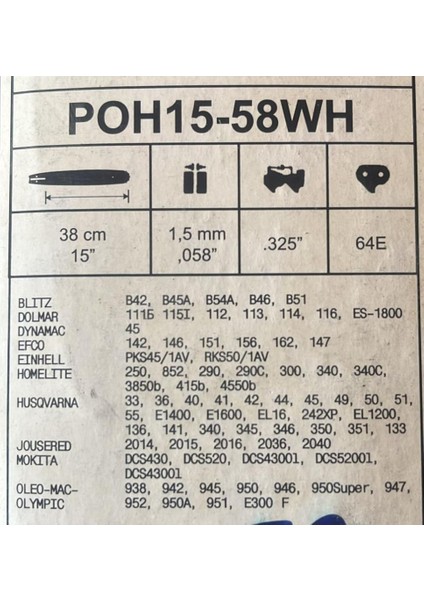 POH15-58WH
38 cm
15”
1,5 mm
,058”
.325”
64E
BLITZ B42, B45A, B54A, B46, B51
DOLMAR 111Б 115I, 112, 113, 114, 116, ES-1800
DYNAMAC 45
EFCO 142, 146, 151, 156, 162, 147
EINHELL PKS45/1AV, RKS50/1AV
HOMELITE 250, 852, 290, 290C, 300, 340, 340C,
3850b, 415b, 4550b
HUSQVARNA 33, 36, 40, 41, 42, 44, 45, 49, 50, 51,
55, E1400, E1600, EL16, 242XP, EL1200,
136, 141, 340, 345, 346, 350, 351, 133
JOUSERED 2014, 2015, 2016, 2036, 2040
MOKITA DCS430, DCS520, DCS4300l, DCS5200l,
DCS4300l
OLEO-MAC- 938, 942, 945, 950, 946, 950Super, 947,
OLYMPIC 952, 950A, 951, E300 F